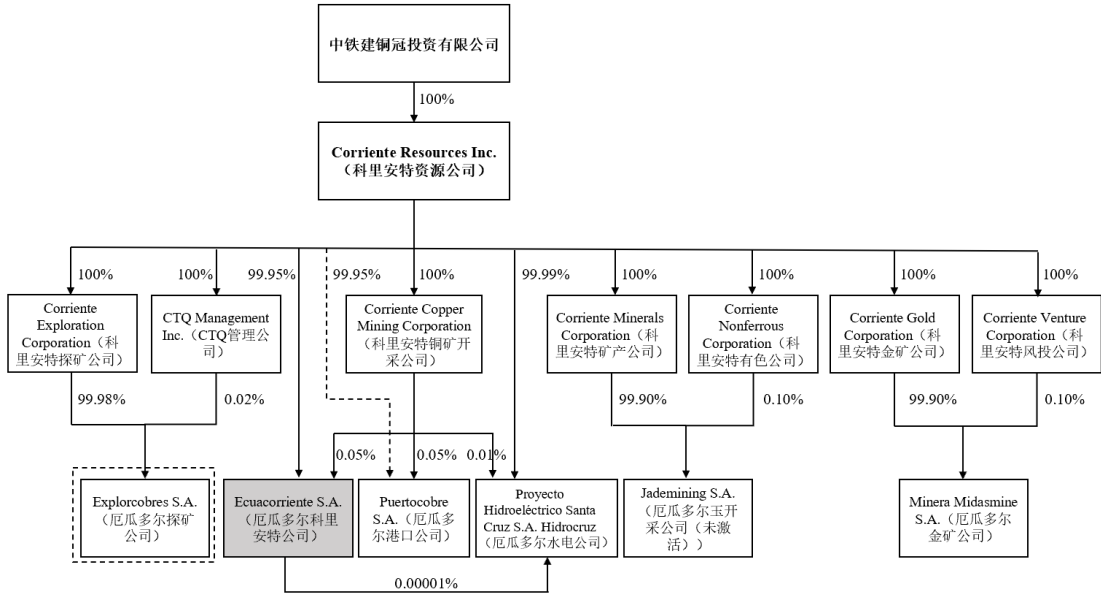 中铁建铜冠投资有限公司
100%
Corriente Resources Inc.
（科里安特资源公司）
100%
100%
99.95%
99.95%
100%
99.99%
100%
100%
100%
100%
Corriente
Exploration
Corporation（科
里安特探矿公司）
CTQ Management
Inc.（CTQ管理公
司）
Corriente Copper
Mining Corporation
（科里安特铜矿开
采公司）
Corriente Minerals
Corporation（科
里安特矿产公司）
Corriente
Nonferrous
Corporation（科
里安特有色公司）
Corriente Gold
Corporation（科
里安特金矿公司）
Corriente Venture
Corporation（科
里安特风投公司）
99.98%
0.02%
99.90%
0.10%
99.90%
0.10%
0.05%
0.05%
0.01%
Explorcobres S.A.
（厄瓜多尔探矿
公司）
Ecuacorriente S.A.
（厄瓜多尔科里
安特公司）
Puertocobre
S.A.（厄瓜多
尔港口公司）
Proyecto
Hidroeléctrico Santa
Cruz S.A. Hidrocruz
（厄瓜多尔水电公司）
Jademining S.A.
（厄瓜多尔玉开
采公司（未激
活））
Minera Midasmine
S.A.（厄瓜多尔
金矿公司）
0.00001%